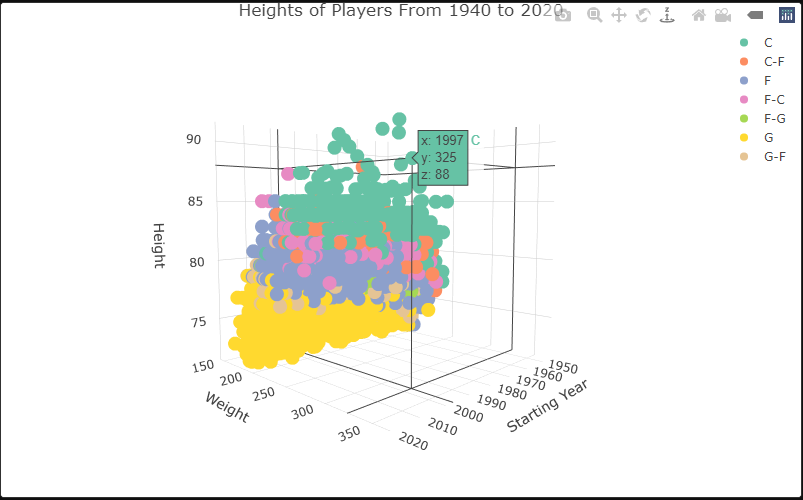 Heights of Players From 1940 to 2020
C
C-F
F
F-C
F-G
G
G-F
x: 1997
y: 325
z: 88
C
90
85
80
75
Height
150
200
250
300
350
Weight
1950
1960
1970
1980
1990
2000
2010
2020
Starting Year
z